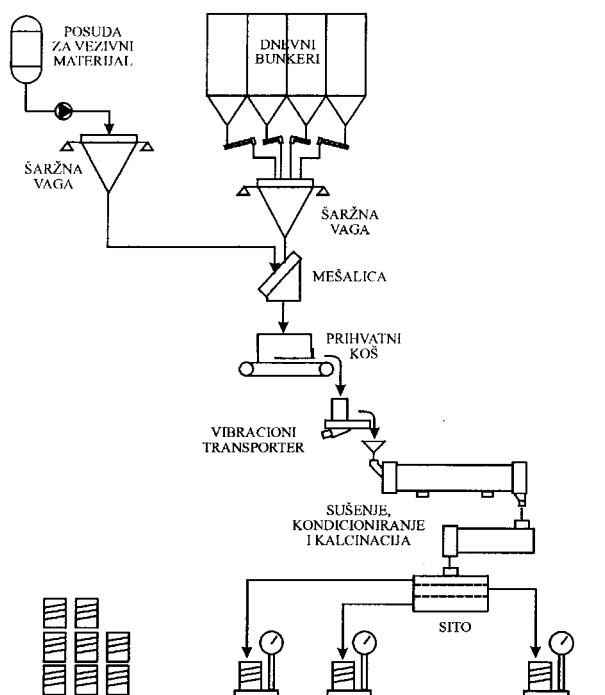 POSUDA
ZA VEZIVNI
MATERIJAL
DNEVNI
BUNKERI
ŠARŽNA
VAGA
ŠARŽNA
VAGA
MEŠALICA
PRIHVATNI
KOŠ
VIBRACIONI
TRANSPORTER
SUŠENJE,
KONDICIONIRANJE
I KALCINACIJA
SITO